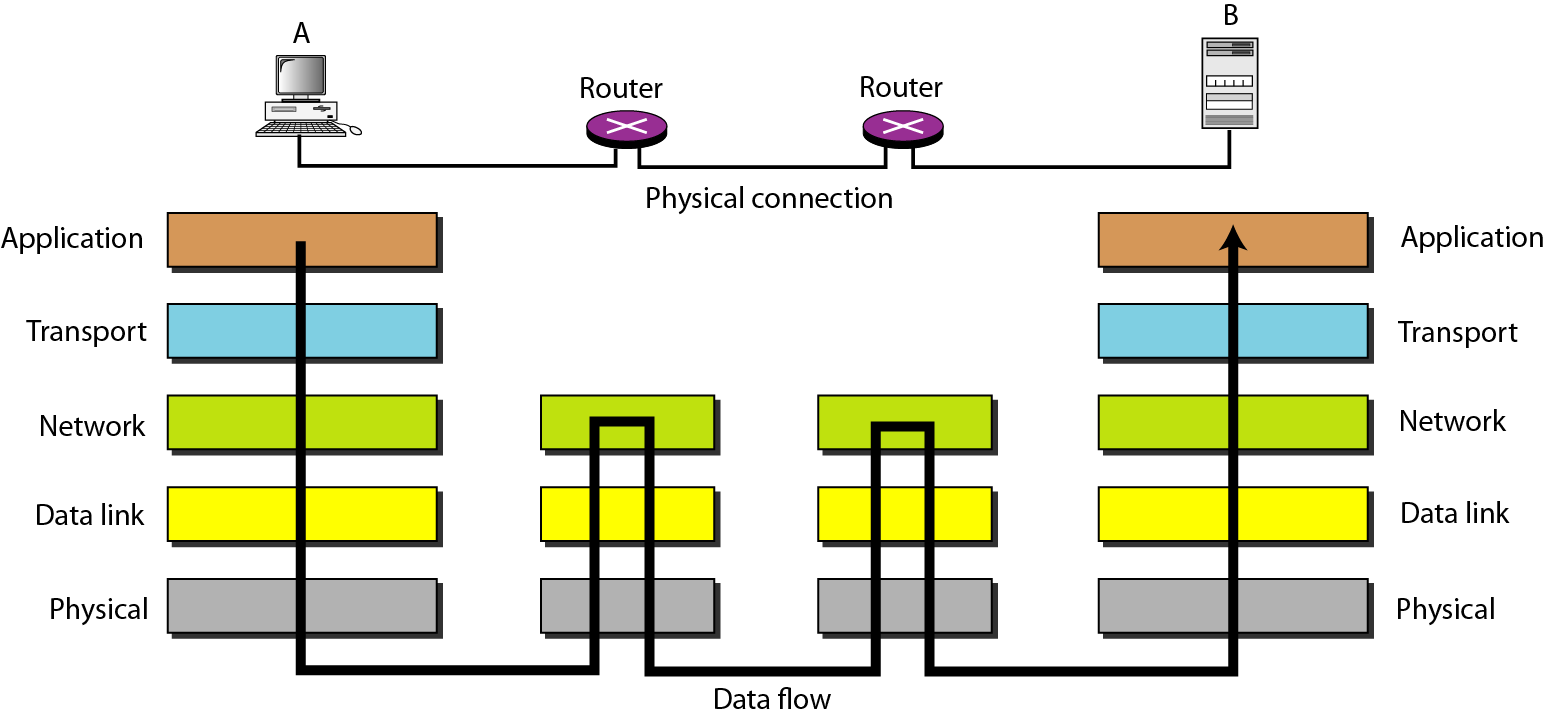 A
B
Router
Router
Physical connection
Application
Application
Transport
Transport
Network
Network
Data link
Data link
Physical
Physical
Data flow